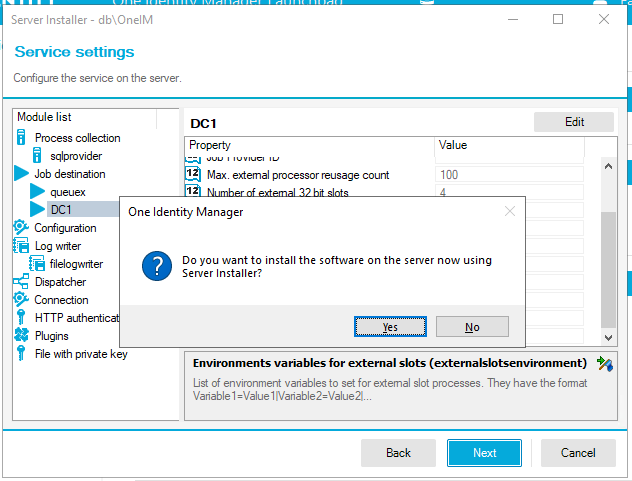 One Identity Manager Launchpad
Server Installer - db\OneIM
Service settings
Configure the service on the server.
Module list
Process collection
sqlprovider
Job destination
queuex
DC1
Configuration
Log writer
filelogwriter
Dispatcher
Connection
HTTP authenticat
Plugins
File with private key
DC1
Edit
Property
Value
Job Provider ID
Max. external processor reusage count
100
Number of external 32 bit slots
4
One Identity Manager
Do you want to install the software on the server now using
Server Installer?
Yes
No
Environments variables for external slots (externalslotsenvironment)
List of environment variables to set for external slot processes. They have the format
Variable1=Value1|Variable2=Value2|...
Back
Next
Cancel